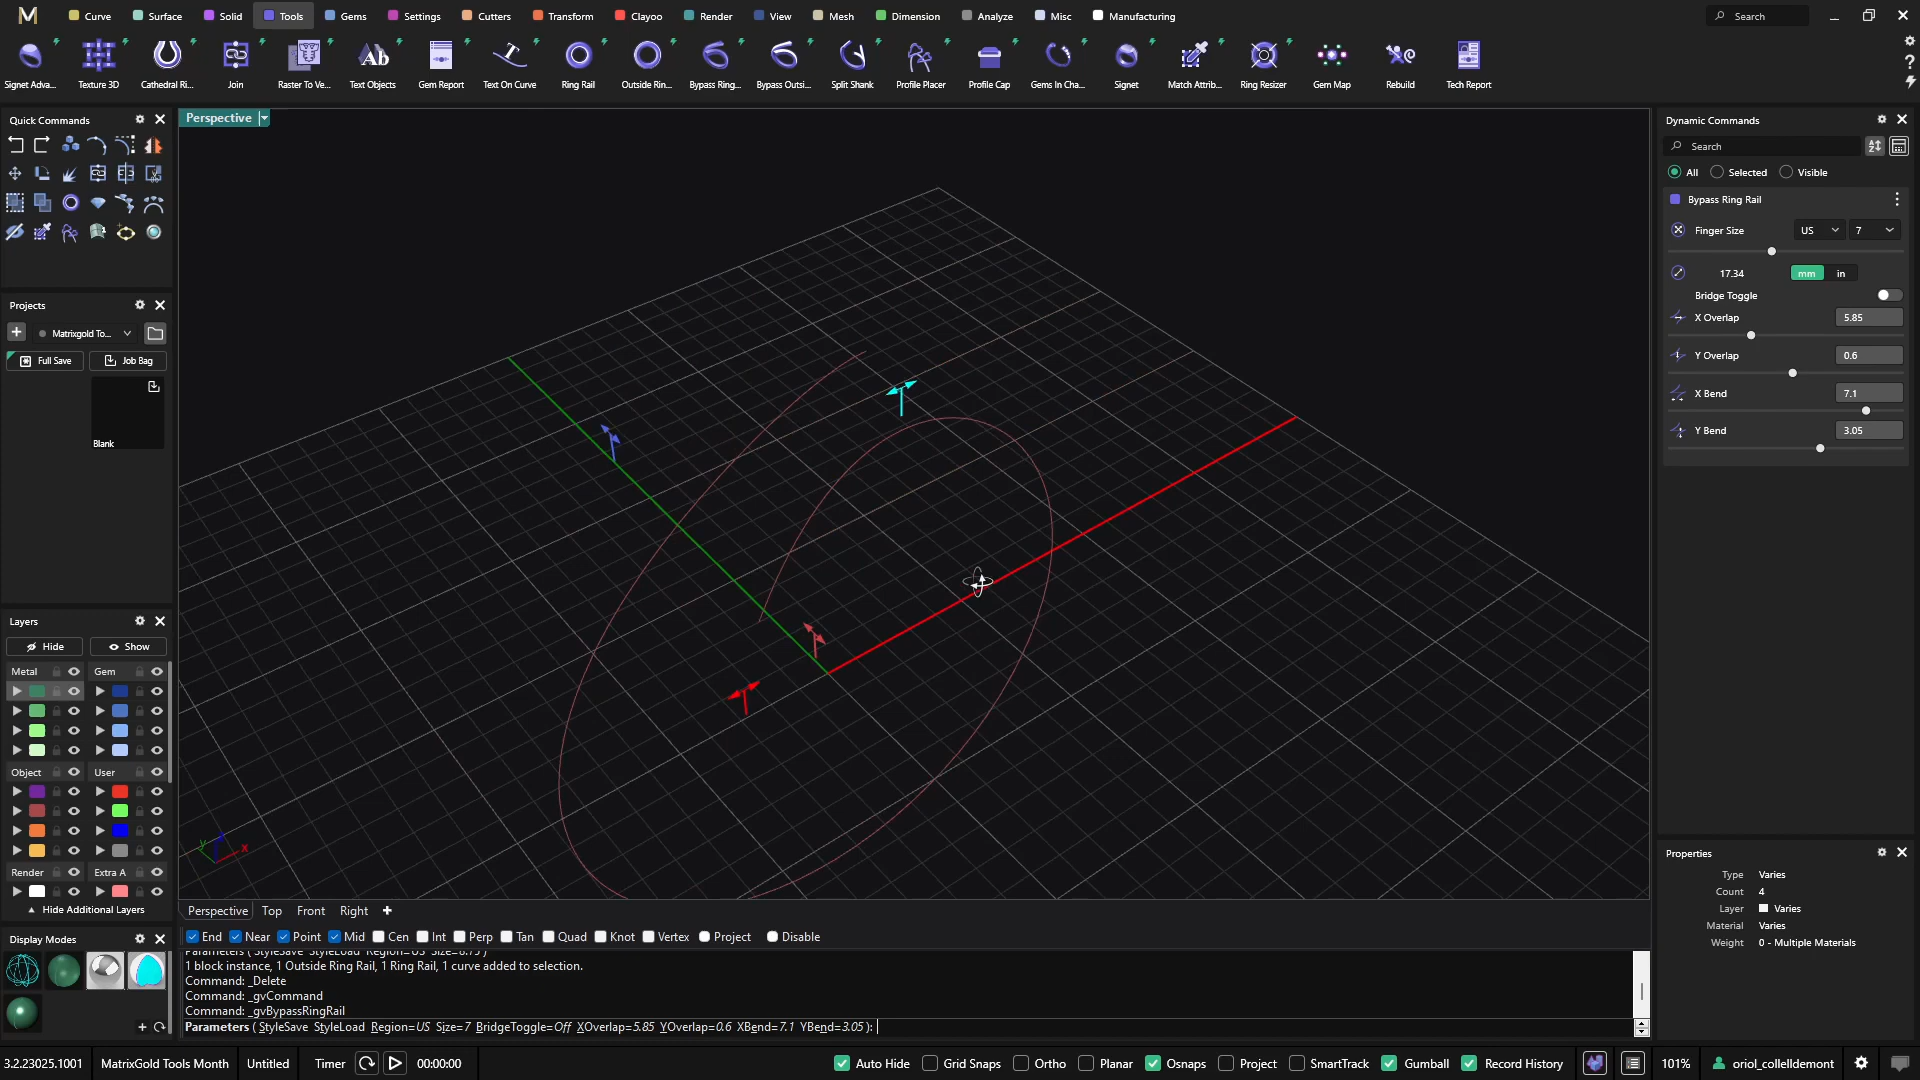 Curve Surface Solid Tools Gems Settings Cutters Transform Clayoo Render View Mesh Dimension Analyze Misc Manufacturing Search
Signet Adva... Texture 3D Cathedral Ri... Join Raster To Ve... Text Objects Gem Report Text On Curve Ring Rail Outside Rin... Bypass Ring... Bypass Outsi... Split Shank Profile Placer Profile Cap Gems In Cha... Signet Match Attrib... Ring Resizer Gem Map Rebuild Tech Report
Quick Commands
Projects
Matrixgold To...
Full Save Job Bag
Blank
Layers
Hide Show
Metal Gem
Object User
Render Extra A
Hide Additional Layers
Display Modes
Perspective
z
y
x
Perspective Top Front Right
End Near Point Mid Cen Int Perp Tan Quad Knot Vertex Project Disable
Parameters ( StyleSave StyleLoad Region=US Size=8.75 )
1 block instance, 1 Outside Ring Rail, 1 Ring Rail, 1 curve added to selection.
Command: _Delete
Command: _gvCommand
Command: _gvBypassRingRail
Parameters ( StyleSave StyleLoad Region=US Size=7 BridgeToggle=Off XOverlap=5.85 YOverlap=0.6 XBend=7.1 YBend=3.05 ):
Dynamic Commands
Search
All Selected Visible
Bypass Ring Rail
Finger Size US 7
17.34 mm in
Bridge Toggle
X Overlap 5.85
Y Overlap 0.6
X Bend 7.1
Y Bend 3.05
Properties
Type Varies
Count 4
Layer Varies
Material Varies
Weight 0 - Multiple Materials
3.2.23025.1001 MatrixGold Tools Month Untitled Timer 00:00:00 Auto Hide Grid Snaps Ortho Planar Osnaps Project SmartTrack Gumball Record History 101% oriol_collelldemont